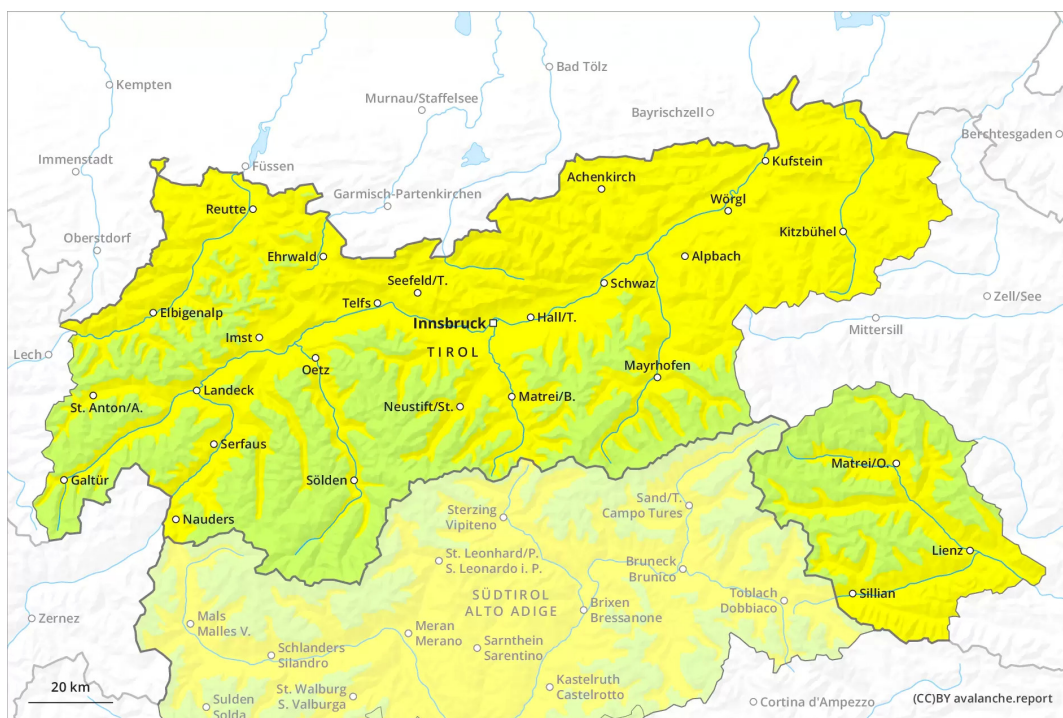 Kempten
Bad Tölz
Murnau/Staffelsee
Bayrischzell
Berchtesgaden
Immenstadt
Füssen
Kufstein
Achenkirch
Garmisch-Partenkirchen
Reutte
Wörgl
Oberstdorf
Kitzbühel
Ehrwald
Alpbach
Seefeld/T.
Schwaz
Zell/See
Telfs
Elbigenalp
Innsbruck
Hall/T.
Mittersill
Imst
TIROL
Lech
Oetz
Mayrhofen
Landeck
St. Anton/A.
Neustift/St.
Matrei/B.
Serfaus
Matrei/O.
Galtür
Sölden
Sand/T.
Campo Tures
Sterzing
Vipiteno
Nauders
Lienz
St. Leonhard/P.
S. Leonardo i. P.
Bruneck
Brunico
Sillian
SÜDTIROL
ALTO ADIGE
Toblach
Dobbiaco
Brixen
Bressanone
Zernez
Mals
Malles V.
Meran
Merano
Sarnthein
Sarentino
Schlanders
Silandro
Kastelruth
Castelrotto
20 km
St. Walburg
S. Valburga
Sulden
Solda
Cortina d'Ampezzo
(CC)BY avalanche.report